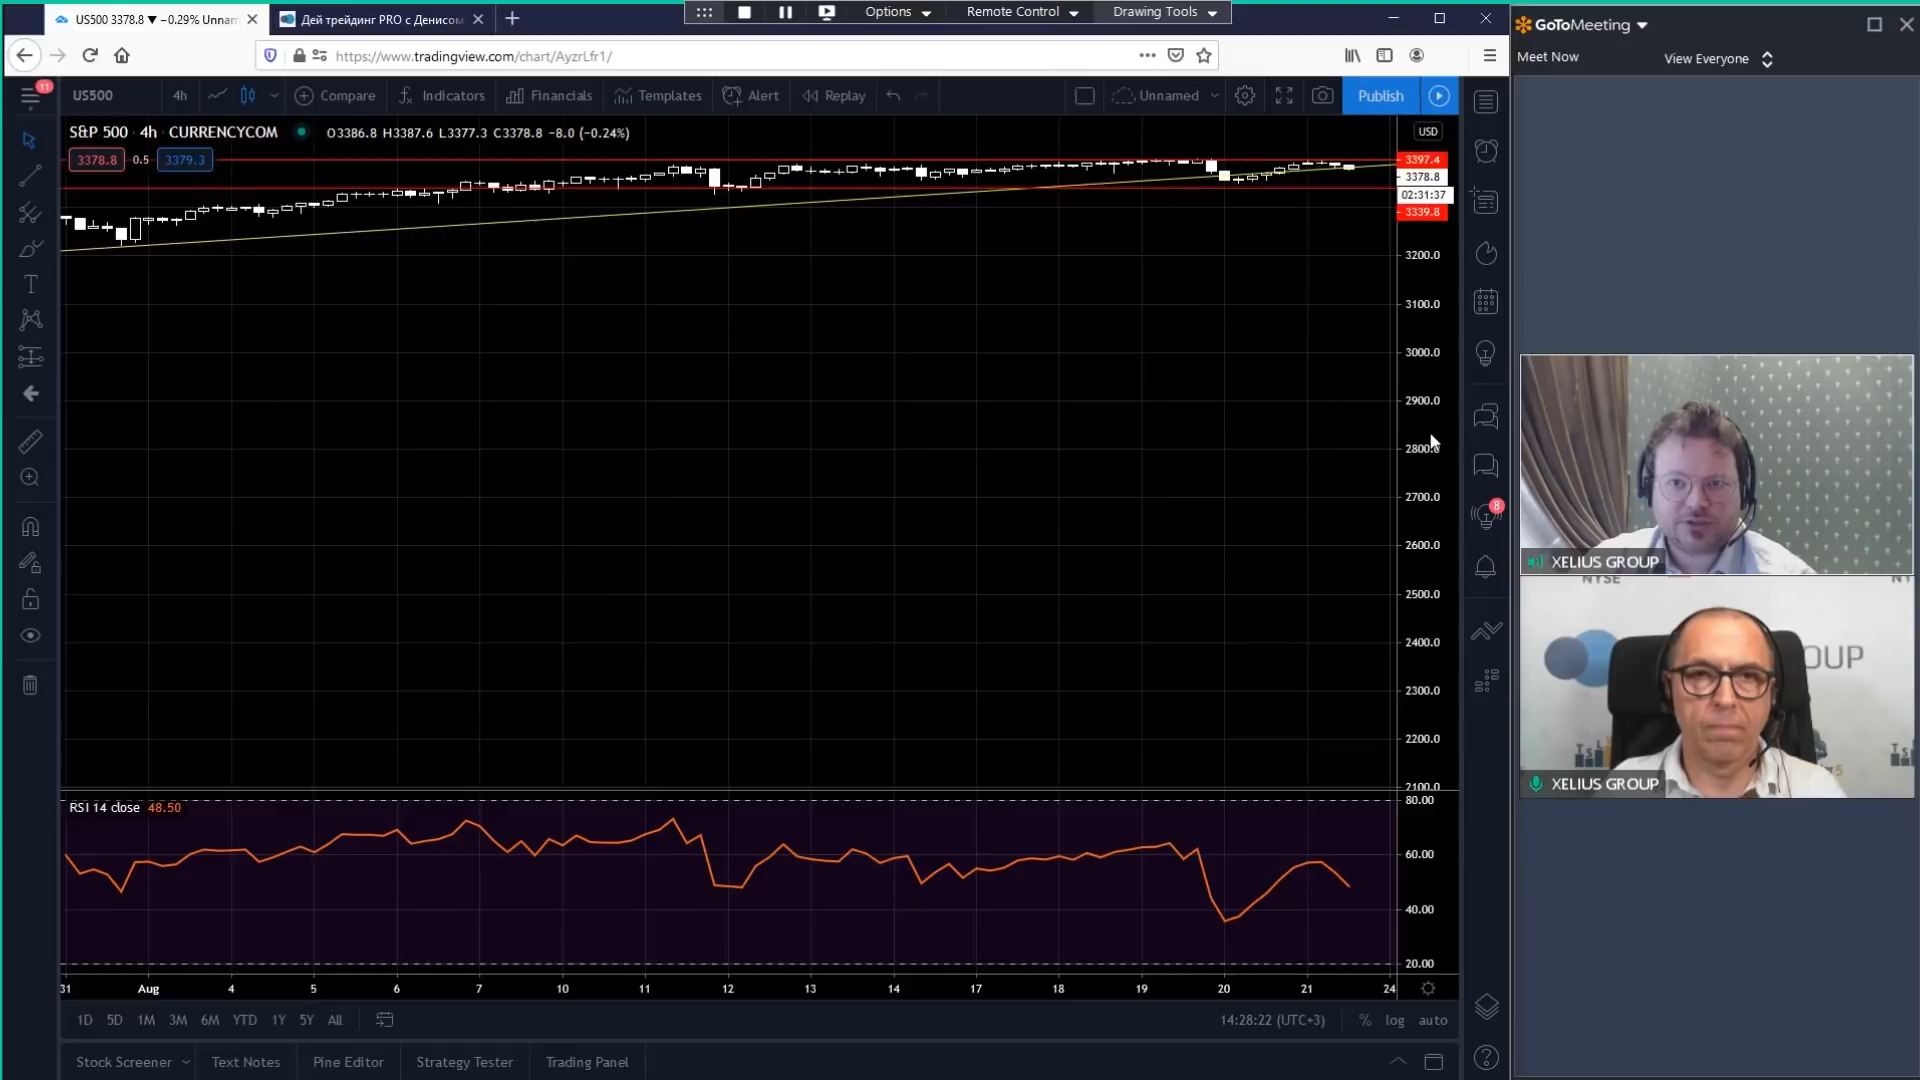 US500 3378.8 ▼ −0.29% Unnam
Дей трейдинг PRO с Денисом
Options
Remote Control
Drawing Tools
GoToMeeting
https://www.tradingview.com/chart/AyzrLfr1/
Meet Now
View Everyone
11
US500
4h
Compare
Indicators
Financials
Templates
Alert
Replay
Unnamed
Publish
S&P 500 · 4h · CURRENCYCOM
O3386.8 H3387.6 L3377.3 C3378.8 −8.0 (−0.24%)
USD
3378.8
0.5
3379.3
3397.4
3378.8
02:31:37
3339.8
3200.0
3100.0
3000.0
2900.0
2800.0
2700.0
2600.0
2500.0
2400.0
2300.0
2200.0
2100.0
8
XELIUS GROUP
NYSE
OUP
XELIUS GROUP
RSI 14 close 48.50
80.00
60.00
40.00
20.00
31
Aug
4
5
6
7
10
11
12
13
14
17
18
19
20
21
24
1D
5D
1M
3M
6M
YTD
1Y
5Y
All
14:28:22 (UTC+3)
%
log
auto
Stock Screener
Text Notes
Pine Editor
Strategy Tester
Trading Panel